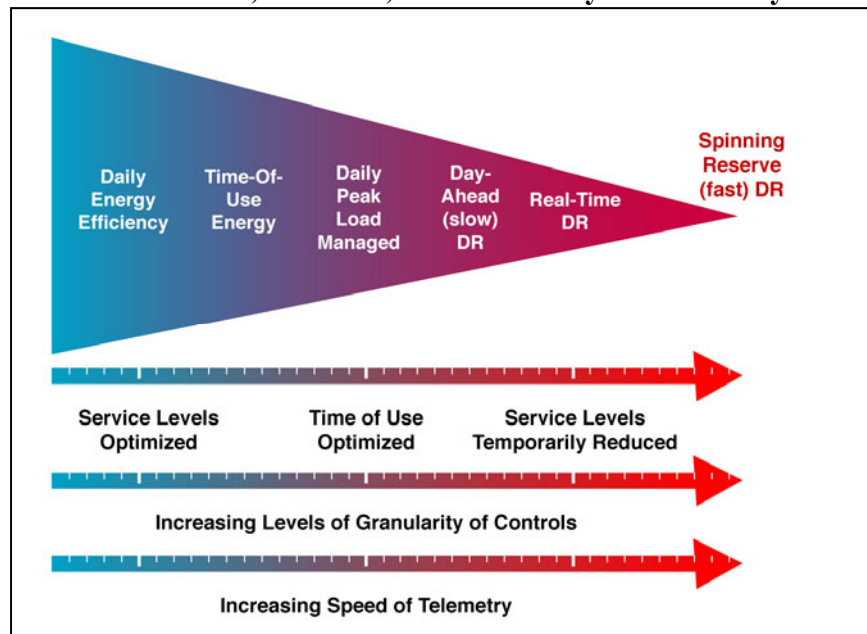 Daily
Energy
Efficiency
Time-Of-
Use
Energy
Daily
Peak
Load
Managed
Day-
Ahead
(slow)
DR
Real-Time
DR
Spinning
Reserve
(fast) DR
Service Levels
Optimized
Time of Use
Optimized
Service Levels
Temporarily Reduced
Increasing Levels of Granularity of Controls
Increasing Speed of Telemetry